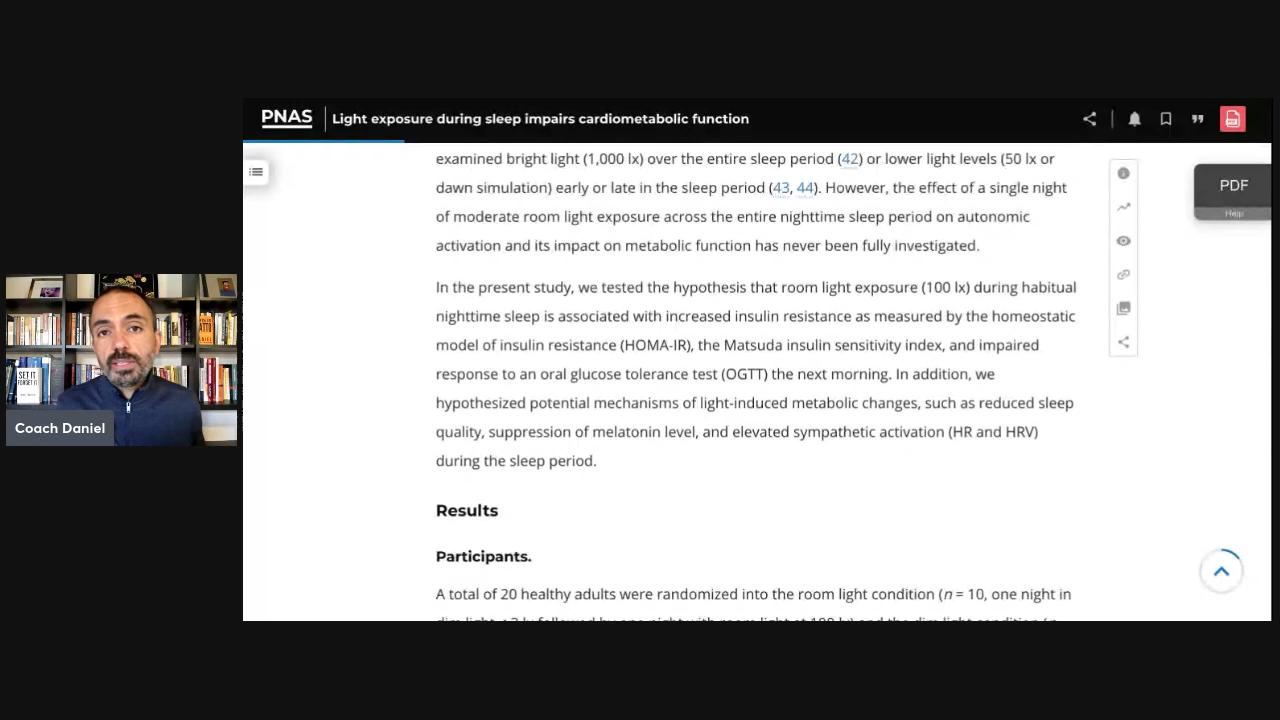 PNAS
Light exposure during sleep impairs cardiometabolic function
examined bright light (1,000 lx) over the entire sleep period (42) or lower light levels (50 lx or
dawn simulation) early or late in the sleep period (43, 44). However, the effect of a single night
of moderate room light exposure across the entire nighttime sleep period on autonomic
activation and its impact on metabolic function has never been fully investigated.
PDF
Help
In the present study, we tested the hypothesis that room light exposure (100 lx) during habitual
nighttime sleep is associated with increased insulin resistance as measured by the homeostatic
model of insulin resistance (HOMA-IR), the Matsuda insulin sensitivity index, and impaired
response to an oral glucose tolerance test (OGTT) the next morning. In addition, we
hypothesized potential mechanisms of light-induced metabolic changes, such as reduced sleep
quality, suppression of melatonin level, and elevated sympathetic activation (HR and HRV)
during the sleep period.
Results
Participants.
A total of 20 healthy adults were randomized into the room light condition (n = 10, one night in
SET IT
FORGET IT
Coach Daniel